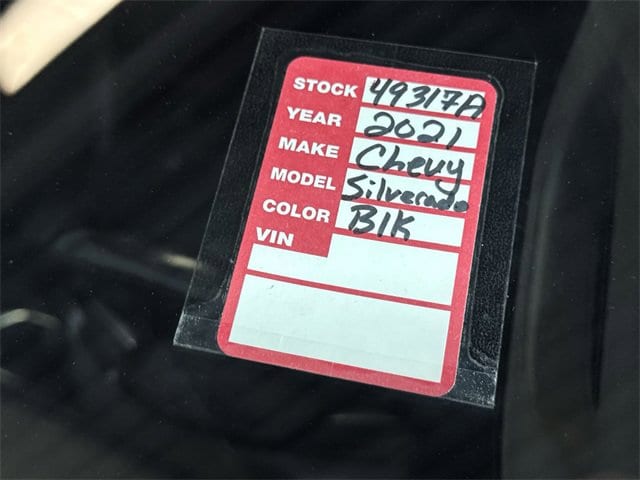 STOCK 49317A
YEAR 2021
MAKE Chevy
MODEL Silverado
COLOR Blk
VIN